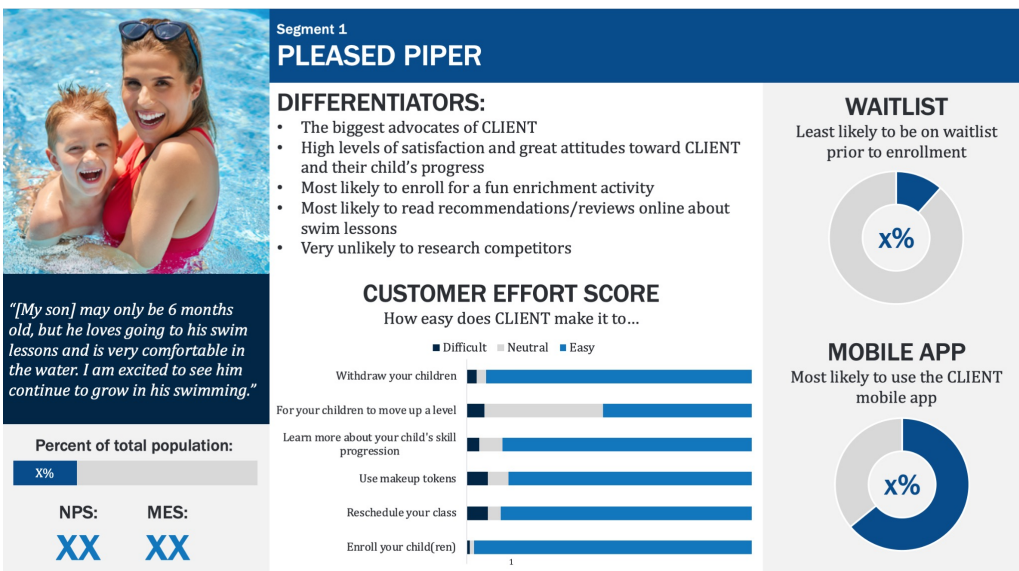 Segment 1
PLEASED PIPER
DIFFERENTIATORS:
• The biggest advocates of CLIENT
• High levels of satisfaction and great attitudes toward CLIENT
and their child's progress
• Most likely to enroll for a fun enrichment activity
• Most likely to read recommendations/reviews online about
swim lessons
• Very unlikely to research competitors
"[My son] may only be 6 months
old, but he loves going to his swim
lessons and is very comfortable in
the water. I am excited to see him
continue to grow in his swimming."
Percent of total population:
X%
NPS: MES:
XX XX
CUSTOMER EFFORT SCORE
How easy does CLIENT make it to…
Difficult Neutral Easy
Withdraw your children
For your children to move up a level
Learn more about your child's skill
progression
Use makeup tokens
Reschedule your class
Enroll your child(ren)
1
WAITLIST
Least likely to be on waitlist
prior to enrollment
x%
MOBILE APP
Most likely to use the CLIENT
mobile app
x%